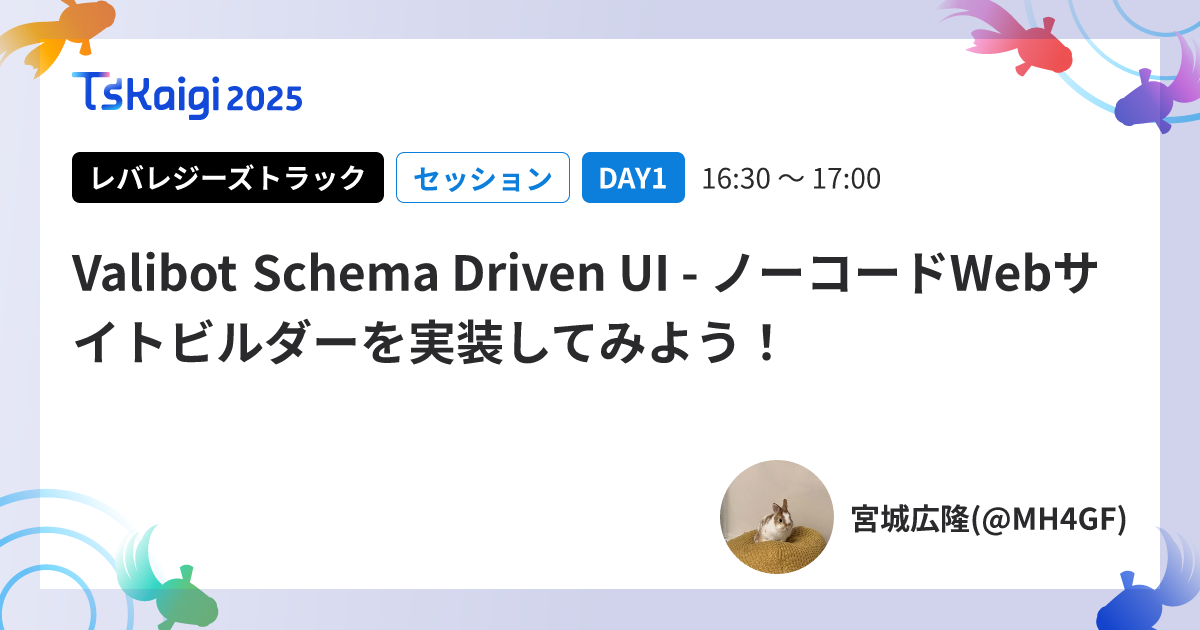 TsKaigi 2025
レバレジーズトラック セッション DAY1 16:30 〜 17:00
Valibot Schema Driven UI - ノーコードWebサ
イトビルダーを実装してみよう！
宮城広隆(@MH4GF)